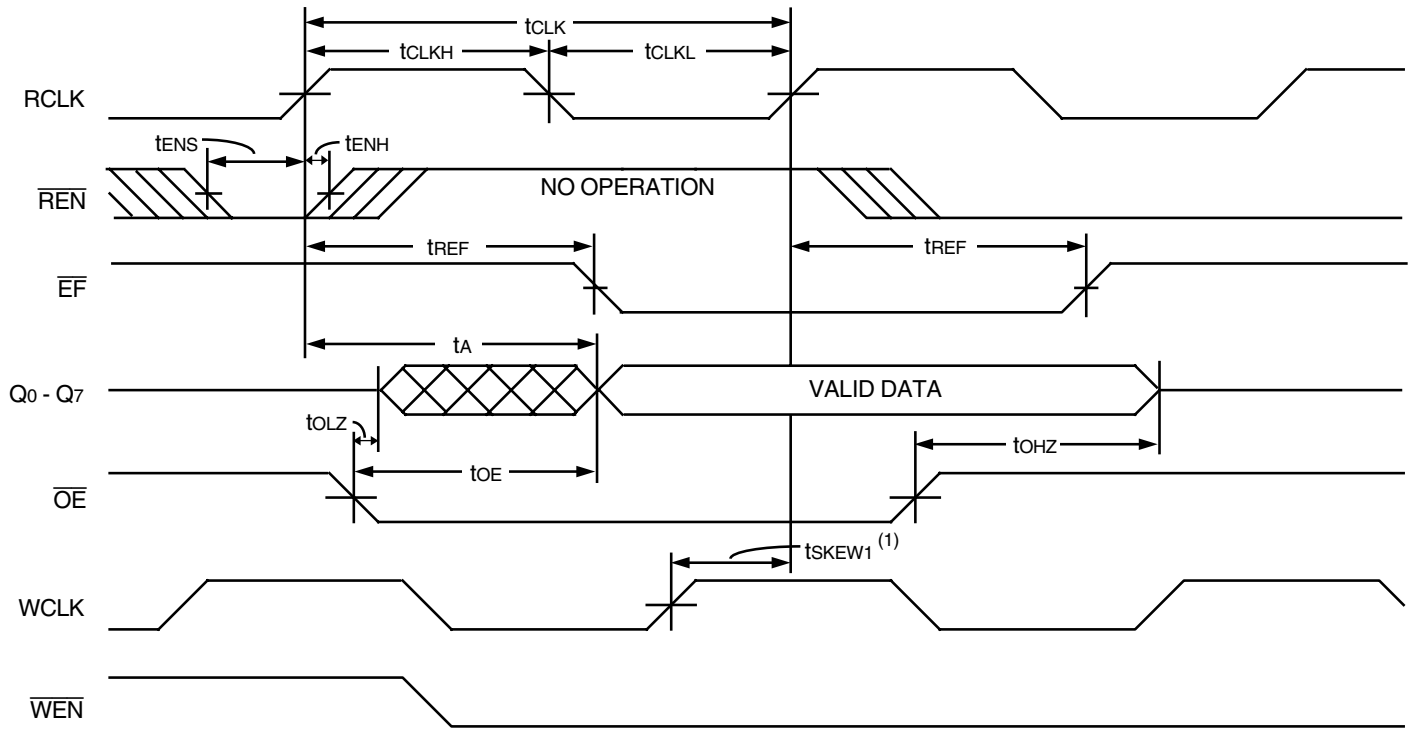 tCLK
tCLKH
tCLKL
RCLK
tENS
tENH
REN
NO OPERATION
tREF
tREF
EF
tA
Q0 - Q7
VALID DATA
tOLZ
tOHZ
tOE
OE
tSKEW1 (1)
WCLK
WEN